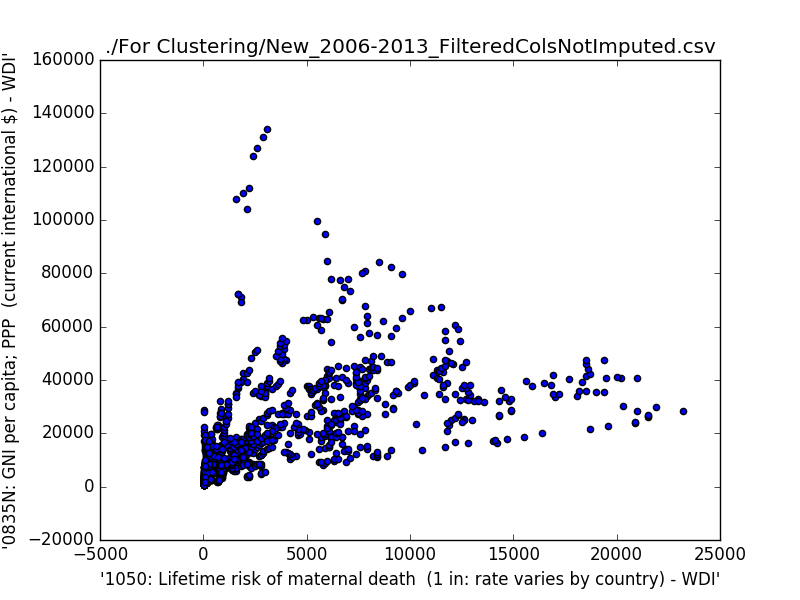 ./For Clustering/New_2006-2013_FilteredColsNotImputed.csv
160000
140000
120000
100000
80000
60000
40000
20000
0
−20000
'0835N: GNI per capita; PPP  (current international $) - WDI'
−5000 0 5000 10000 15000 20000 25000
'1050: Lifetime risk of maternal death  (1 in: rate varies by country) - WDI'